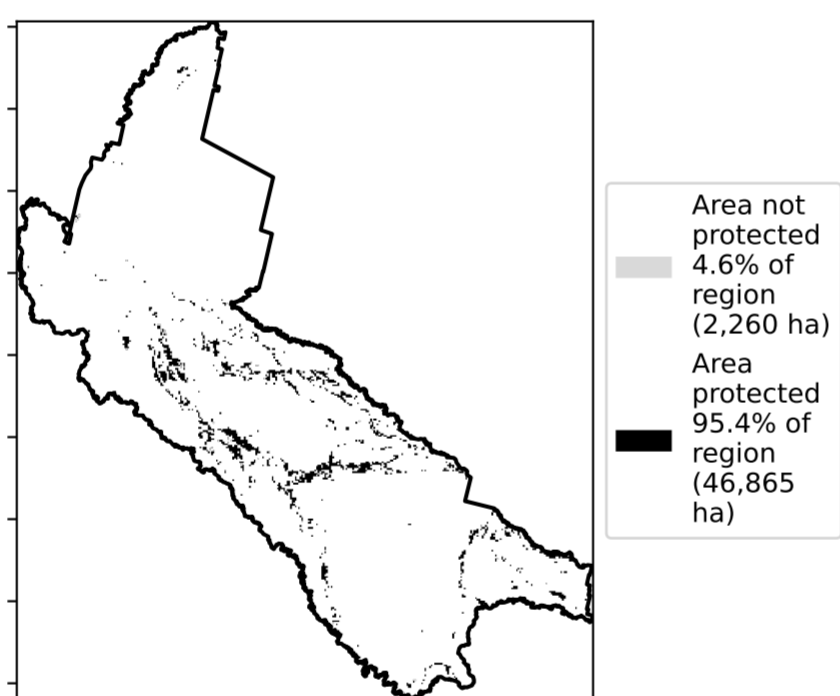 Area not
protected
4.6% of
region
(2,260 ha)
Area
protected
95.4% of
region
(46,865
ha)